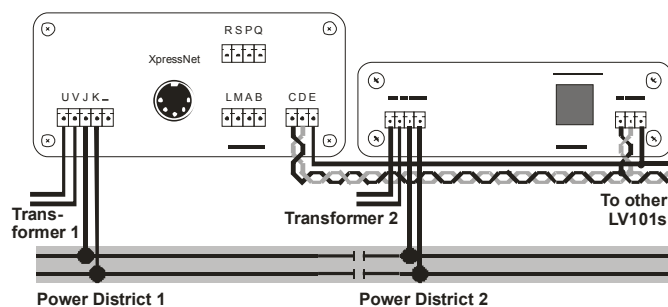 RSPQ
XpressNet
UVJK_
LMAB
CDE
Trans-
former 1
Transformer 2
To other
LV101s
Power District 1
Power District 2